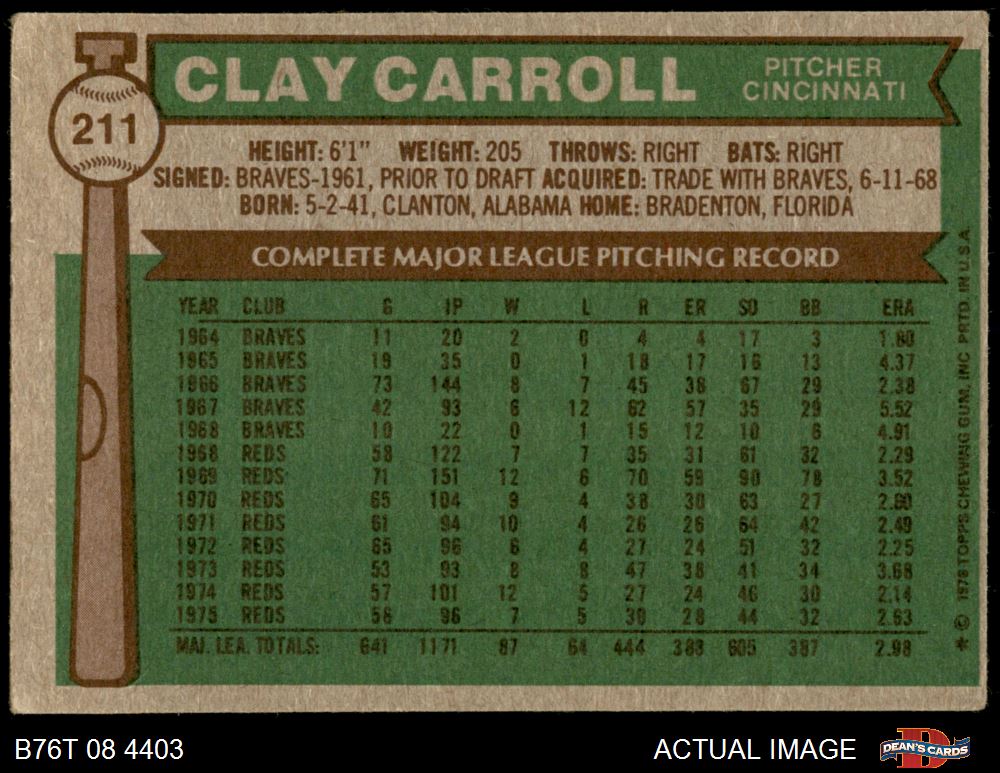 211
CLAY CARROLL
PITCHER
CINCINNATI
HEIGHT: 6'1" WEIGHT: 205 THROWS: RIGHT BATS: RIGHT
SIGNED: BRAVES-1961, PRIOR TO DRAFT ACQUIRED: TRADE WITH BRAVES, 6-11-68
BORN: 5-2-41, CLANTON, ALABAMA HOME: BRADENTON, FLORIDA
COMPLETE MAJOR LEAGUE PITCHING RECORD
YEAR CLUB G IP W L R ER SO BB ERA
1964 BRAVES 11 20 2 0 4 4 17 3 1.80
1965 BRAVES 19 35 0 1 18 17 16 13 4.37
1966 BRAVES 73 144 8 7 45 38 67 29 2.38
1967 BRAVES 42 93 6 12 62 57 35 29 5.52
1968 BRAVES 10 22 0 1 15 12 10 6 4.91
1968 REDS 58 122 7 7 35 31 61 32 2.29
1969 REDS 71 151 12 6 70 59 90 78 3.52
1970 REDS 65 104 9 4 38 30 63 27 2.60
1971 REDS 61 94 10 4 26 26 64 42 2.49
1972 REDS 65 96 6 4 27 24 51 32 2.25
1973 REDS 53 93 8 8 47 38 41 34 3.68
1974 REDS 57 101 12 5 27 24 46 30 2.14
1975 REDS 56 96 7 5 30 28 44 32 2.63
MAJ. LEA. TOTALS: 641 1171 87 64 444 388 605 387 2.98
* © 1976 TOPPS CHEWING GUM, INC PRTD. IN U.S.A.
B76T 08 4403
ACTUAL IMAGE
DEAN'S CARDS